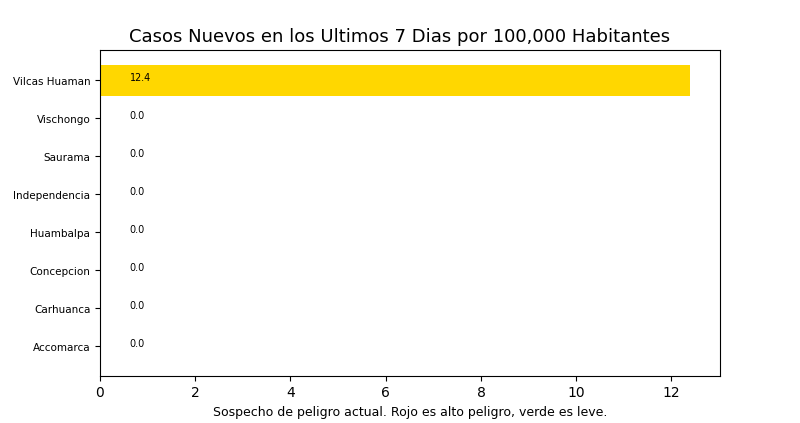 Casos Nuevos en los Ultimos 7 Dias por 100,000 Habitantes
Vilcas Huaman 12.4
Vischongo 0.0
Saurama 0.0
Independencia 0.0
Huambalpa 0.0
Concepcion 0.0
Carhuanca 0.0
Accomarca 0.0
0 2 4 6 8 10 12
Sospecho de peligro actual. Rojo es alto peligro, verde es leve.